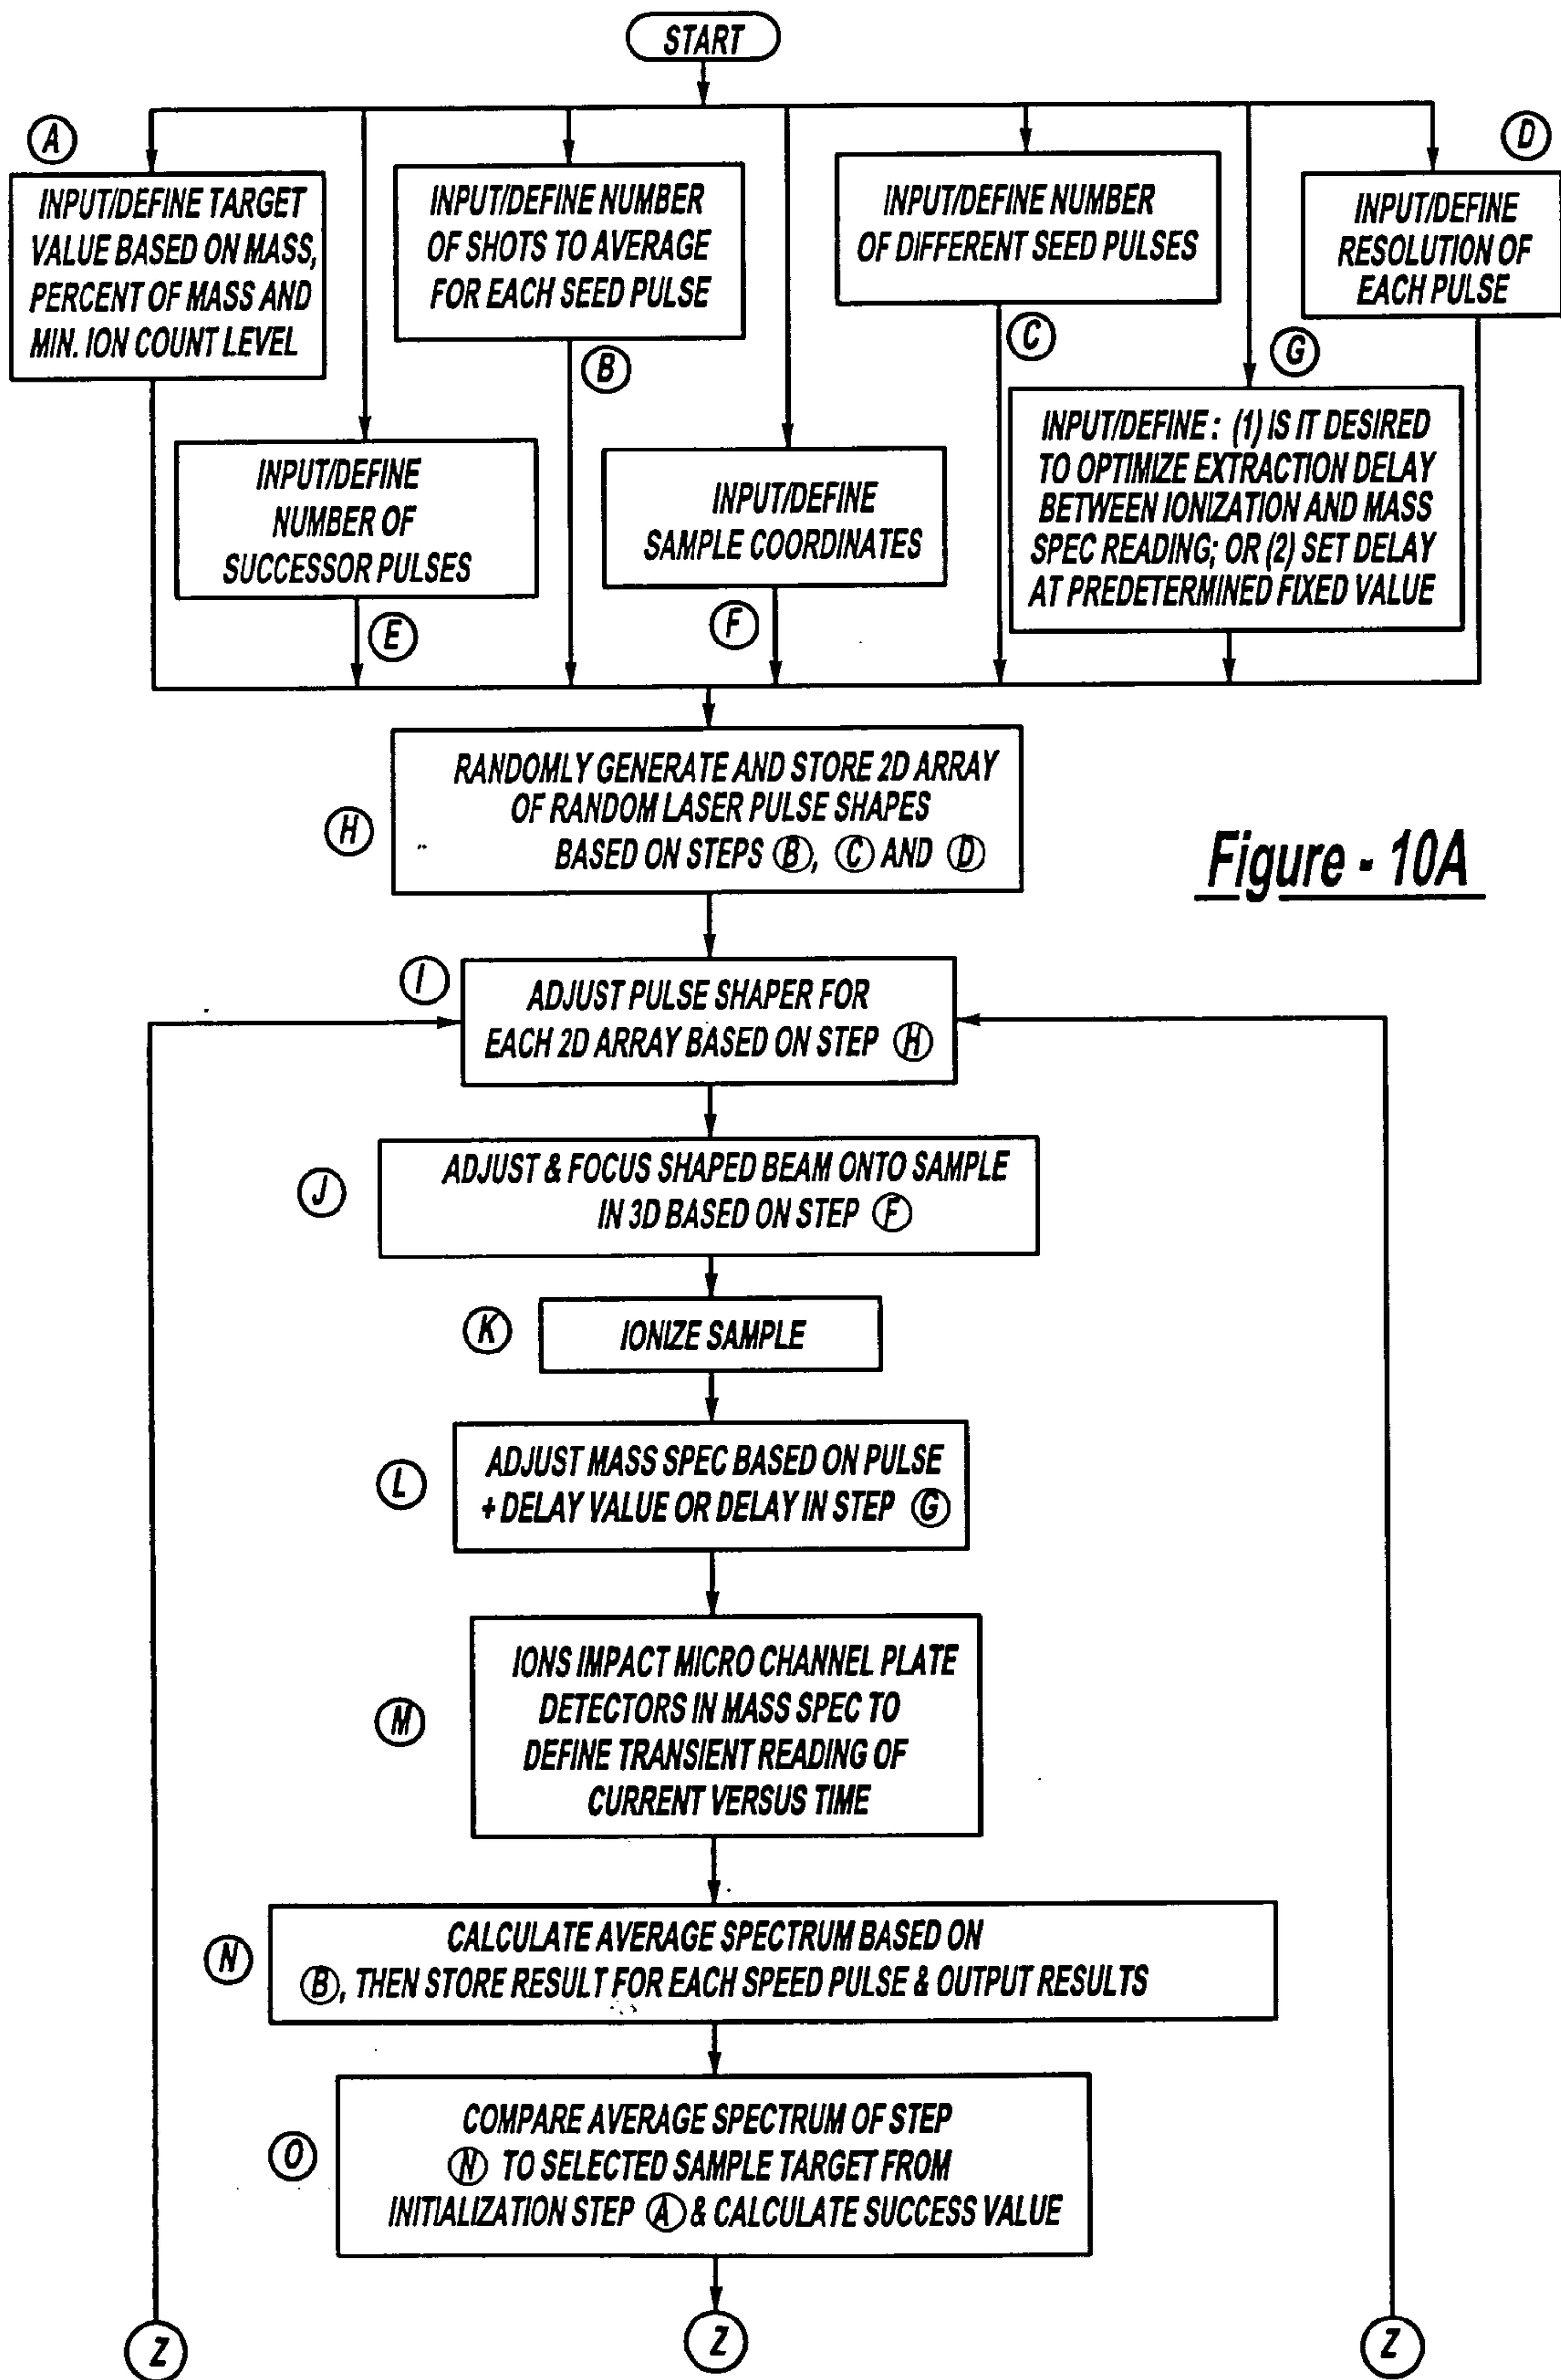 START
A
INPUT/DEFINE TARGET
VALUE BASED ON MASS,
PERCENT OF MASS AND
MIN. ION COUNT LEVEL
INPUT/DEFINE NUMBER
OF SHOTS TO AVERAGE
FOR EACH SEED PULSE
B
INPUT/DEFINE NUMBER
OF DIFFERENT SEED PULSES
C
D
INPUT/DEFINE
RESOLUTION OF
EACH PULSE
INPUT/DEFINE
NUMBER OF
SUCCESSOR PULSES
E
INPUT/DEFINE
SAMPLE COORDINATES
F
G
INPUT/DEFINE : (1) IS IT DESIRED
TO OPTIMIZE EXTRACTION DELAY
BETWEEN IONIZATION AND MASS
SPEC READING; OR (2) SET DELAY
AT PREDETERMINED FIXED VALUE
H
RANDOMLY GENERATE AND STORE 2D ARRAY
OF RANDOM LASER PULSE SHAPES
BASED ON STEPS B, C AND D
Figure - 10A
I
ADJUST PULSE SHAPER FOR
EACH 2D ARRAY BASED ON STEP H
J
ADJUST & FOCUS SHAPED BEAM ONTO SAMPLE
IN 3D BASED ON STEP F
K
IONIZE SAMPLE
L
ADJUST MASS SPEC BASED ON PULSE
+ DELAY VALUE OR DELAY IN STEP G
M
IONS IMPACT MICRO CHANNEL PLATE
DETECTORS IN MASS SPEC TO
DEFINE TRANSIENT READING OF
CURRENT VERSUS TIME
N
CALCULATE AVERAGE SPECTRUM BASED ON
B, THEN STORE RESULT FOR EACH SPEED PULSE & OUTPUT RESULTS
O
COMPARE AVERAGE SPECTRUM OF STEP
N TO SELECTED SAMPLE TARGET FROM
INITIALIZATION STEP A & CALCULATE SUCCESS VALUE
Z
Z
Z